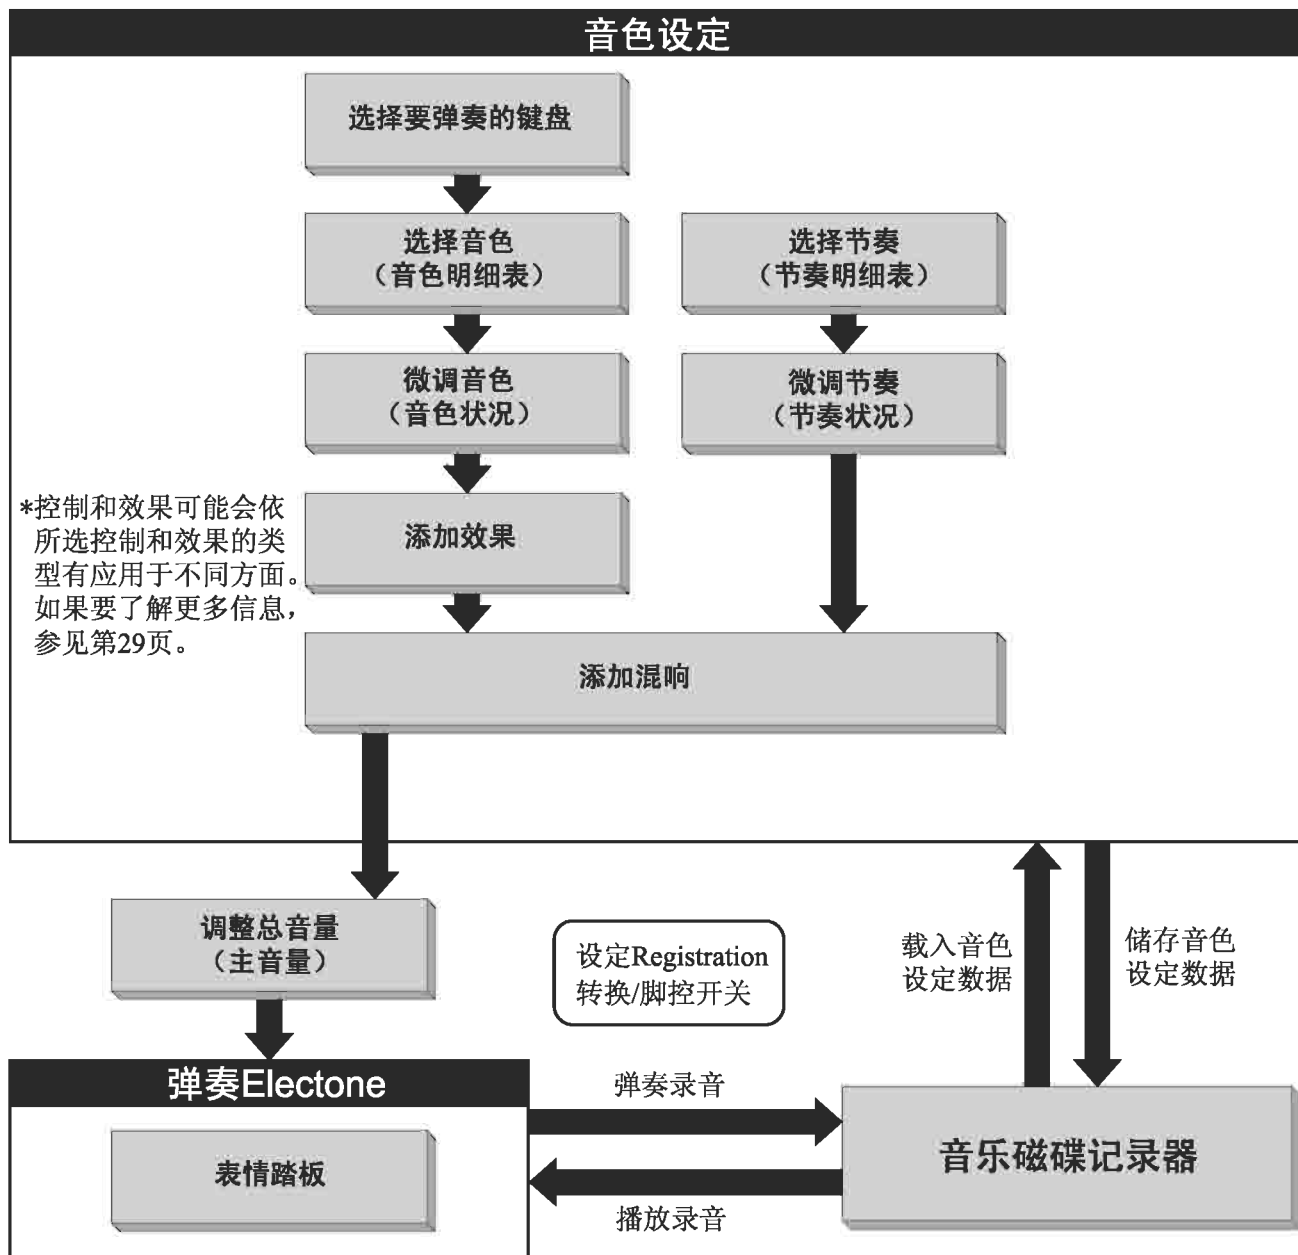 音色设定
选择要弹奏的键盘
选择音色
（音色明细表）
选择节奏
（节奏明细表）
微调音色
（音色状况）
微调节奏
（节奏状况）
*控制和效果可能会依
所选控制和效果的类
型有应用于不同方面。
如果要了解更多信息，
参见第29页。
添加效果
添加混响
调整总音量
（主音量）
设定Registration
转换/脚控开关
载入音色
设定数据
储存音色
设定数据
弹奏Electone
表情踏板
弹奏录音
播放录音
音乐磁碟记录器